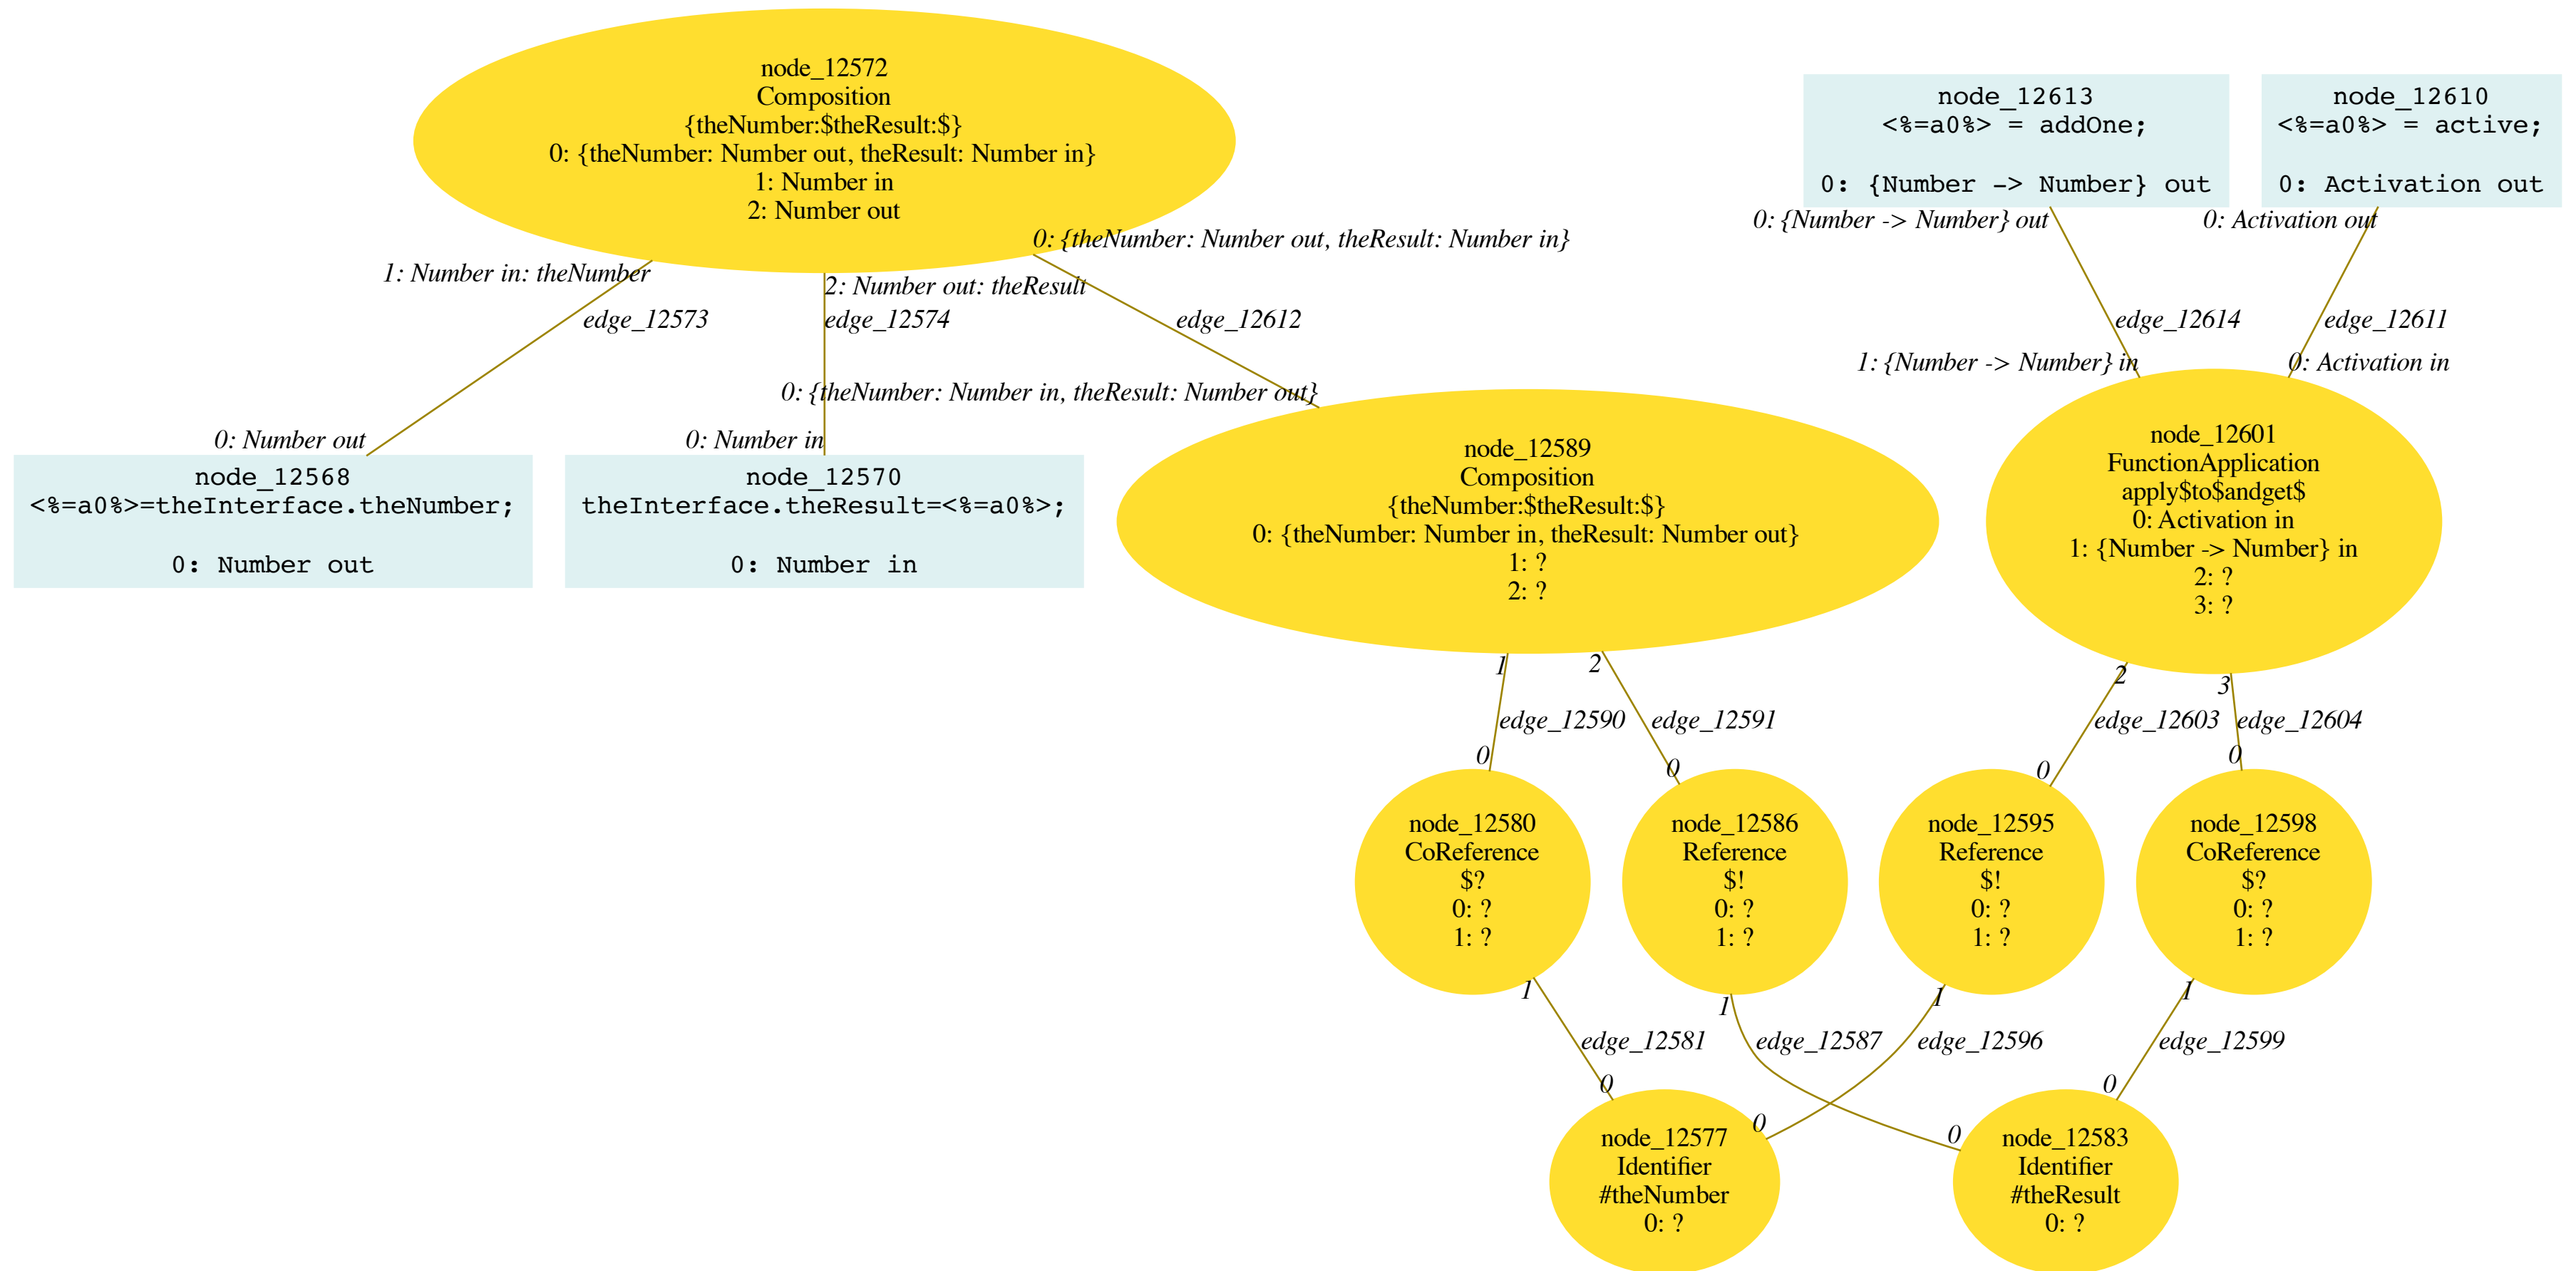 node_12572
Composition
{theNumber:$theResult:$}
0: {theNumber: Number out, theResult: Number in}
1: Number in
2: Number out
node_12613
<%=a0%> = addOne;
0: {Number -> Number} out
node_12610
<%=a0%> = active;
0: Activation out
0: {Number -> Number} out
0: Activation out
0: {theNumber: Number out, theResult: Number in}
1: Number in: theNumber
2: Number out: theResult
edge_12573
edge_12574
edge_12612
edge_12614
edge_12611
1: {Number -> Number} in
0: Activation in
0: {theNumber: Number in, theResult: Number out}
0: Number out
0: Number in
node_12568
<%=a0%>=theInterface.theNumber;
0: Number out
node_12570
theInterface.theResult=<%=a0%>;
0: Number in
node_12589
Composition
{theNumber:$theResult:$}
0: {theNumber: Number in, theResult: Number out}
1: ?
2: ?
node_12601
FunctionApplication
apply$to$andget$
0: Activation in
1: {Number -> Number} in
2: ?
3: ?
1
2
2
3
edge_12590
edge_12591
edge_12603
edge_12604
0
0
0
0
node_12580
CoReference
$?
0: ?
1: ?
node_12586
Reference
$!
0: ?
1: ?
node_12595
Reference
$!
0: ?
1: ?
node_12598
CoReference
$?
0: ?
1: ?
1
1
1
1
edge_12581
edge_12587
edge_12596
edge_12599
0
0
0
0
node_12577
Identifier
#theNumber
0: ?
node_12583
Identifier
#theResult
0: ?